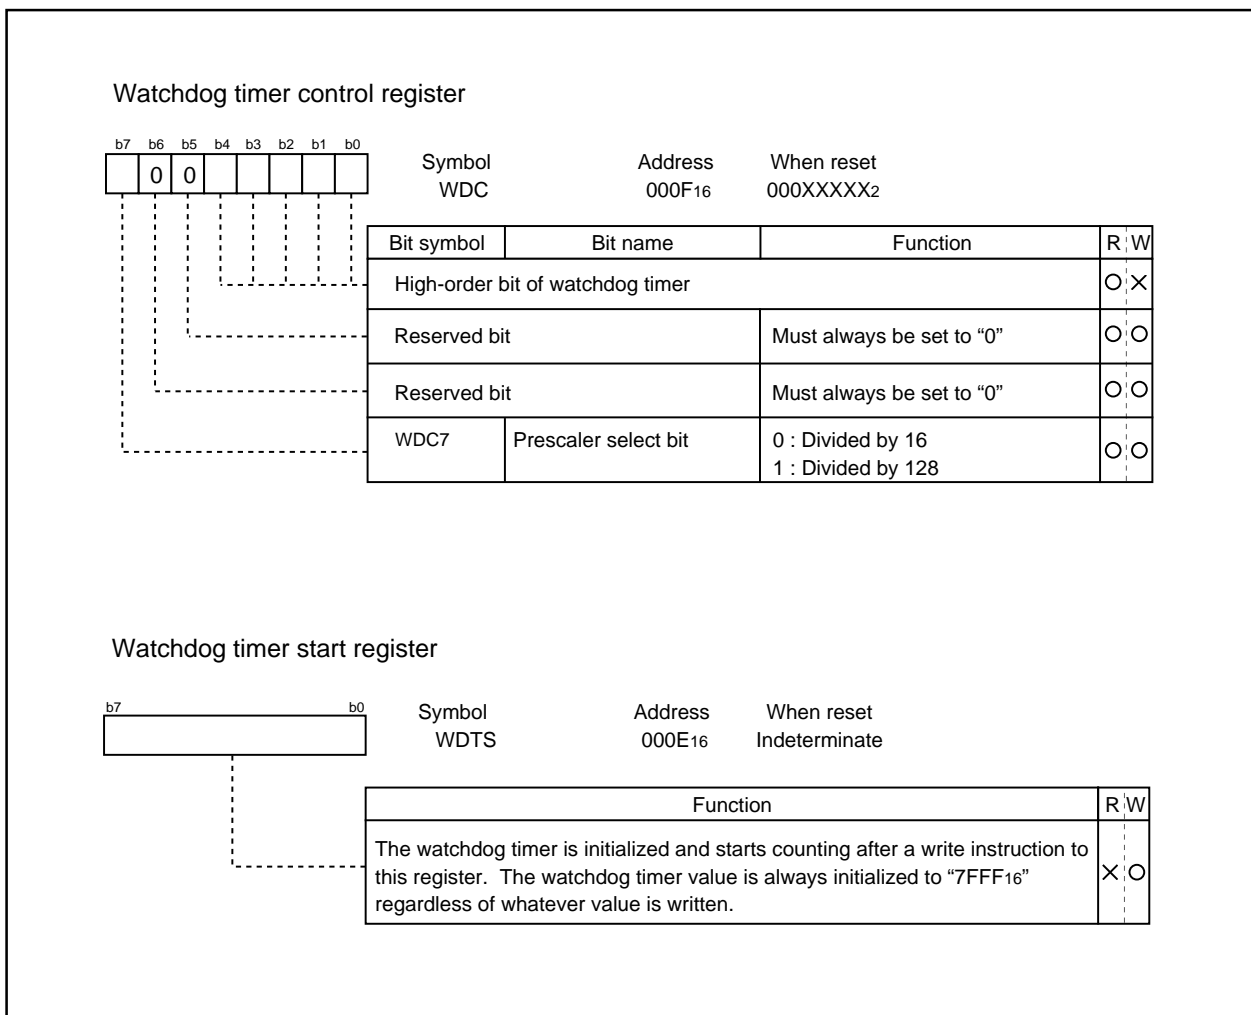 Watchdog timer control register
b7 b6 b5 b4 b3 b2 b1 b0
0 0
Symbol Address When reset
WDC 000F16 000XXXXX2
Bit symbol Bit name Function R W
High-order bit of watchdog timer
Reserved bit Must always be set to “0”
Reserved bit Must always be set to “0”
WDC7 Prescaler select bit 0 : Divided by 16
1 : Divided by 128
Watchdog timer start register
b7 b0
Symbol Address When reset
WDTS 000E16 Indeterminate
Function R W
The watchdog timer is initialized and starts counting after a write instruction to
this register. The watchdog timer value is always initialized to “7FFF16”
regardless of whatever value is written.